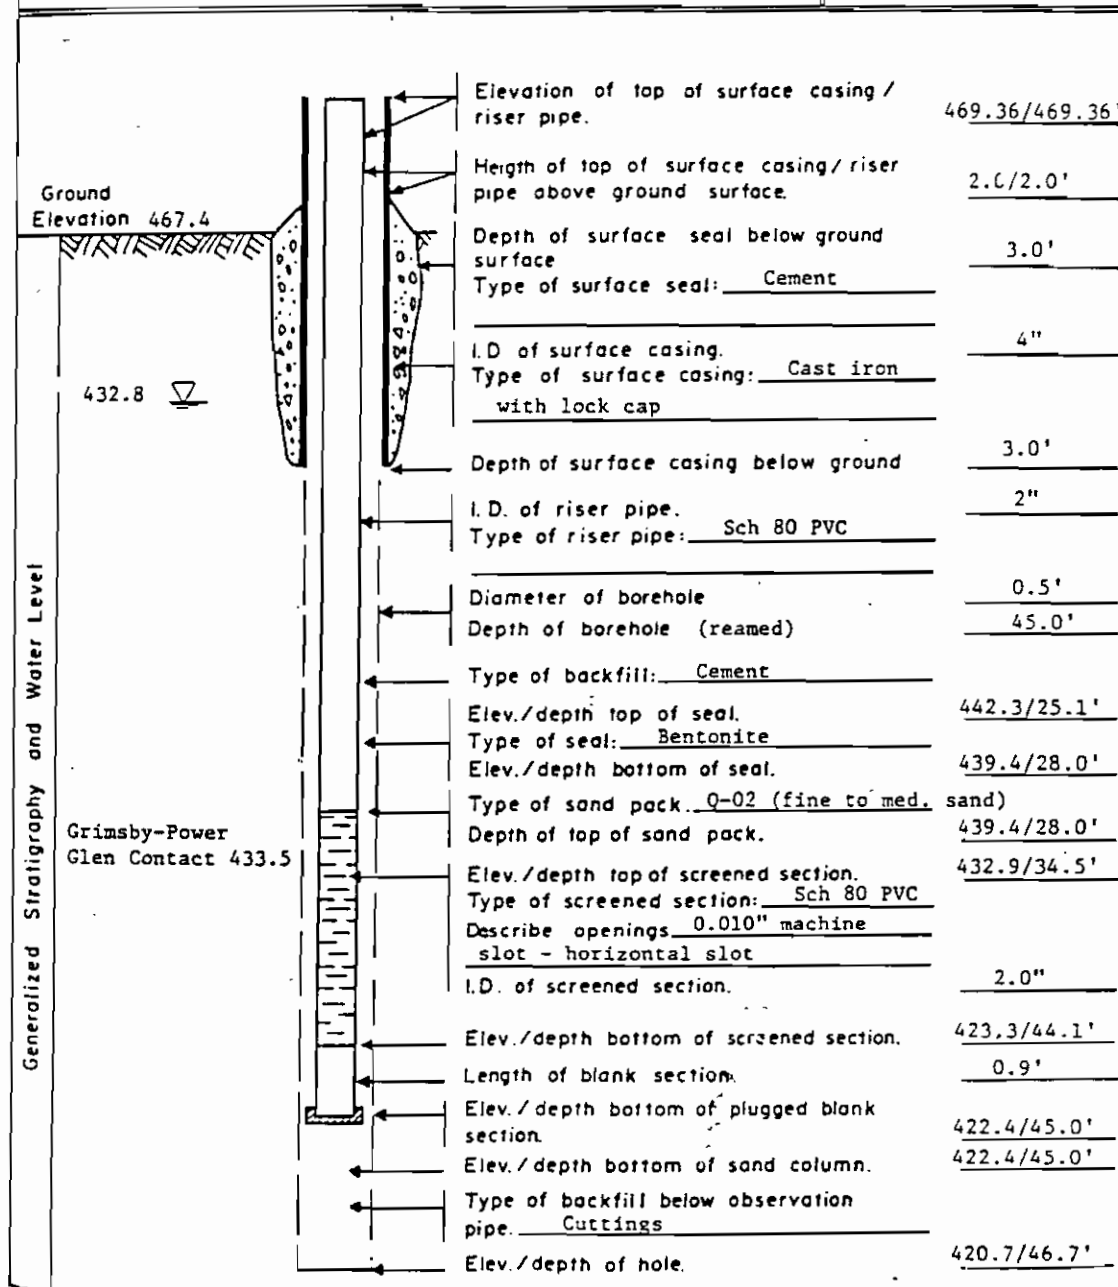 Elevation of top of surface casing / riser pipe. 469.36/469.36'
Heigth of top of surface casing / riser pipe above ground surface. 2.0/2.0'
Ground
Elevation 467.4
Depth of surface seal below ground surface 3.0'
Type of surface seal: Cement
I.D of surface casing. 4"
Type of surface casing: Cast iron
with lock cap
432.8
Depth of surface casing below ground 3.0'
I.D. of riser pipe. 2"
Type of riser pipe: Sch 80 PVC
Diameter of borehole 0.5'
Depth of borehole (reamed) 45.0'
Type of backfill: Cement
Elev./depth top of seal. 442.3/25.1'
Type of seal: Bentonite
Elev./depth bottom of seal. 439.4/28.0'
Type of sand pack. Q-02 (fine to med. sand)
Depth of top of sand pack. 439.4/28.0'
Grimsby-Power
Glen Contact 433.5
Elev./depth top of screened section. 432.9/34.5'
Type of screened section: Sch 80 PVC
Describe openings 0.010" machine
slot - horizontal slot
I.D. of screened section. 2.0"
Elev./depth bottom of screened section. 423.3/44.1'
Length of blank section. 0.9'
Elev./depth bottom of plugged blank section. 422.4/45.0'
Elev./depth bottom of sand column. 422.4/45.0'
Type of backfill below observation
pipe. Cuttings
Elev./depth of hole. 420.7/46.7'
Generalized Stratigraphy and Water Level